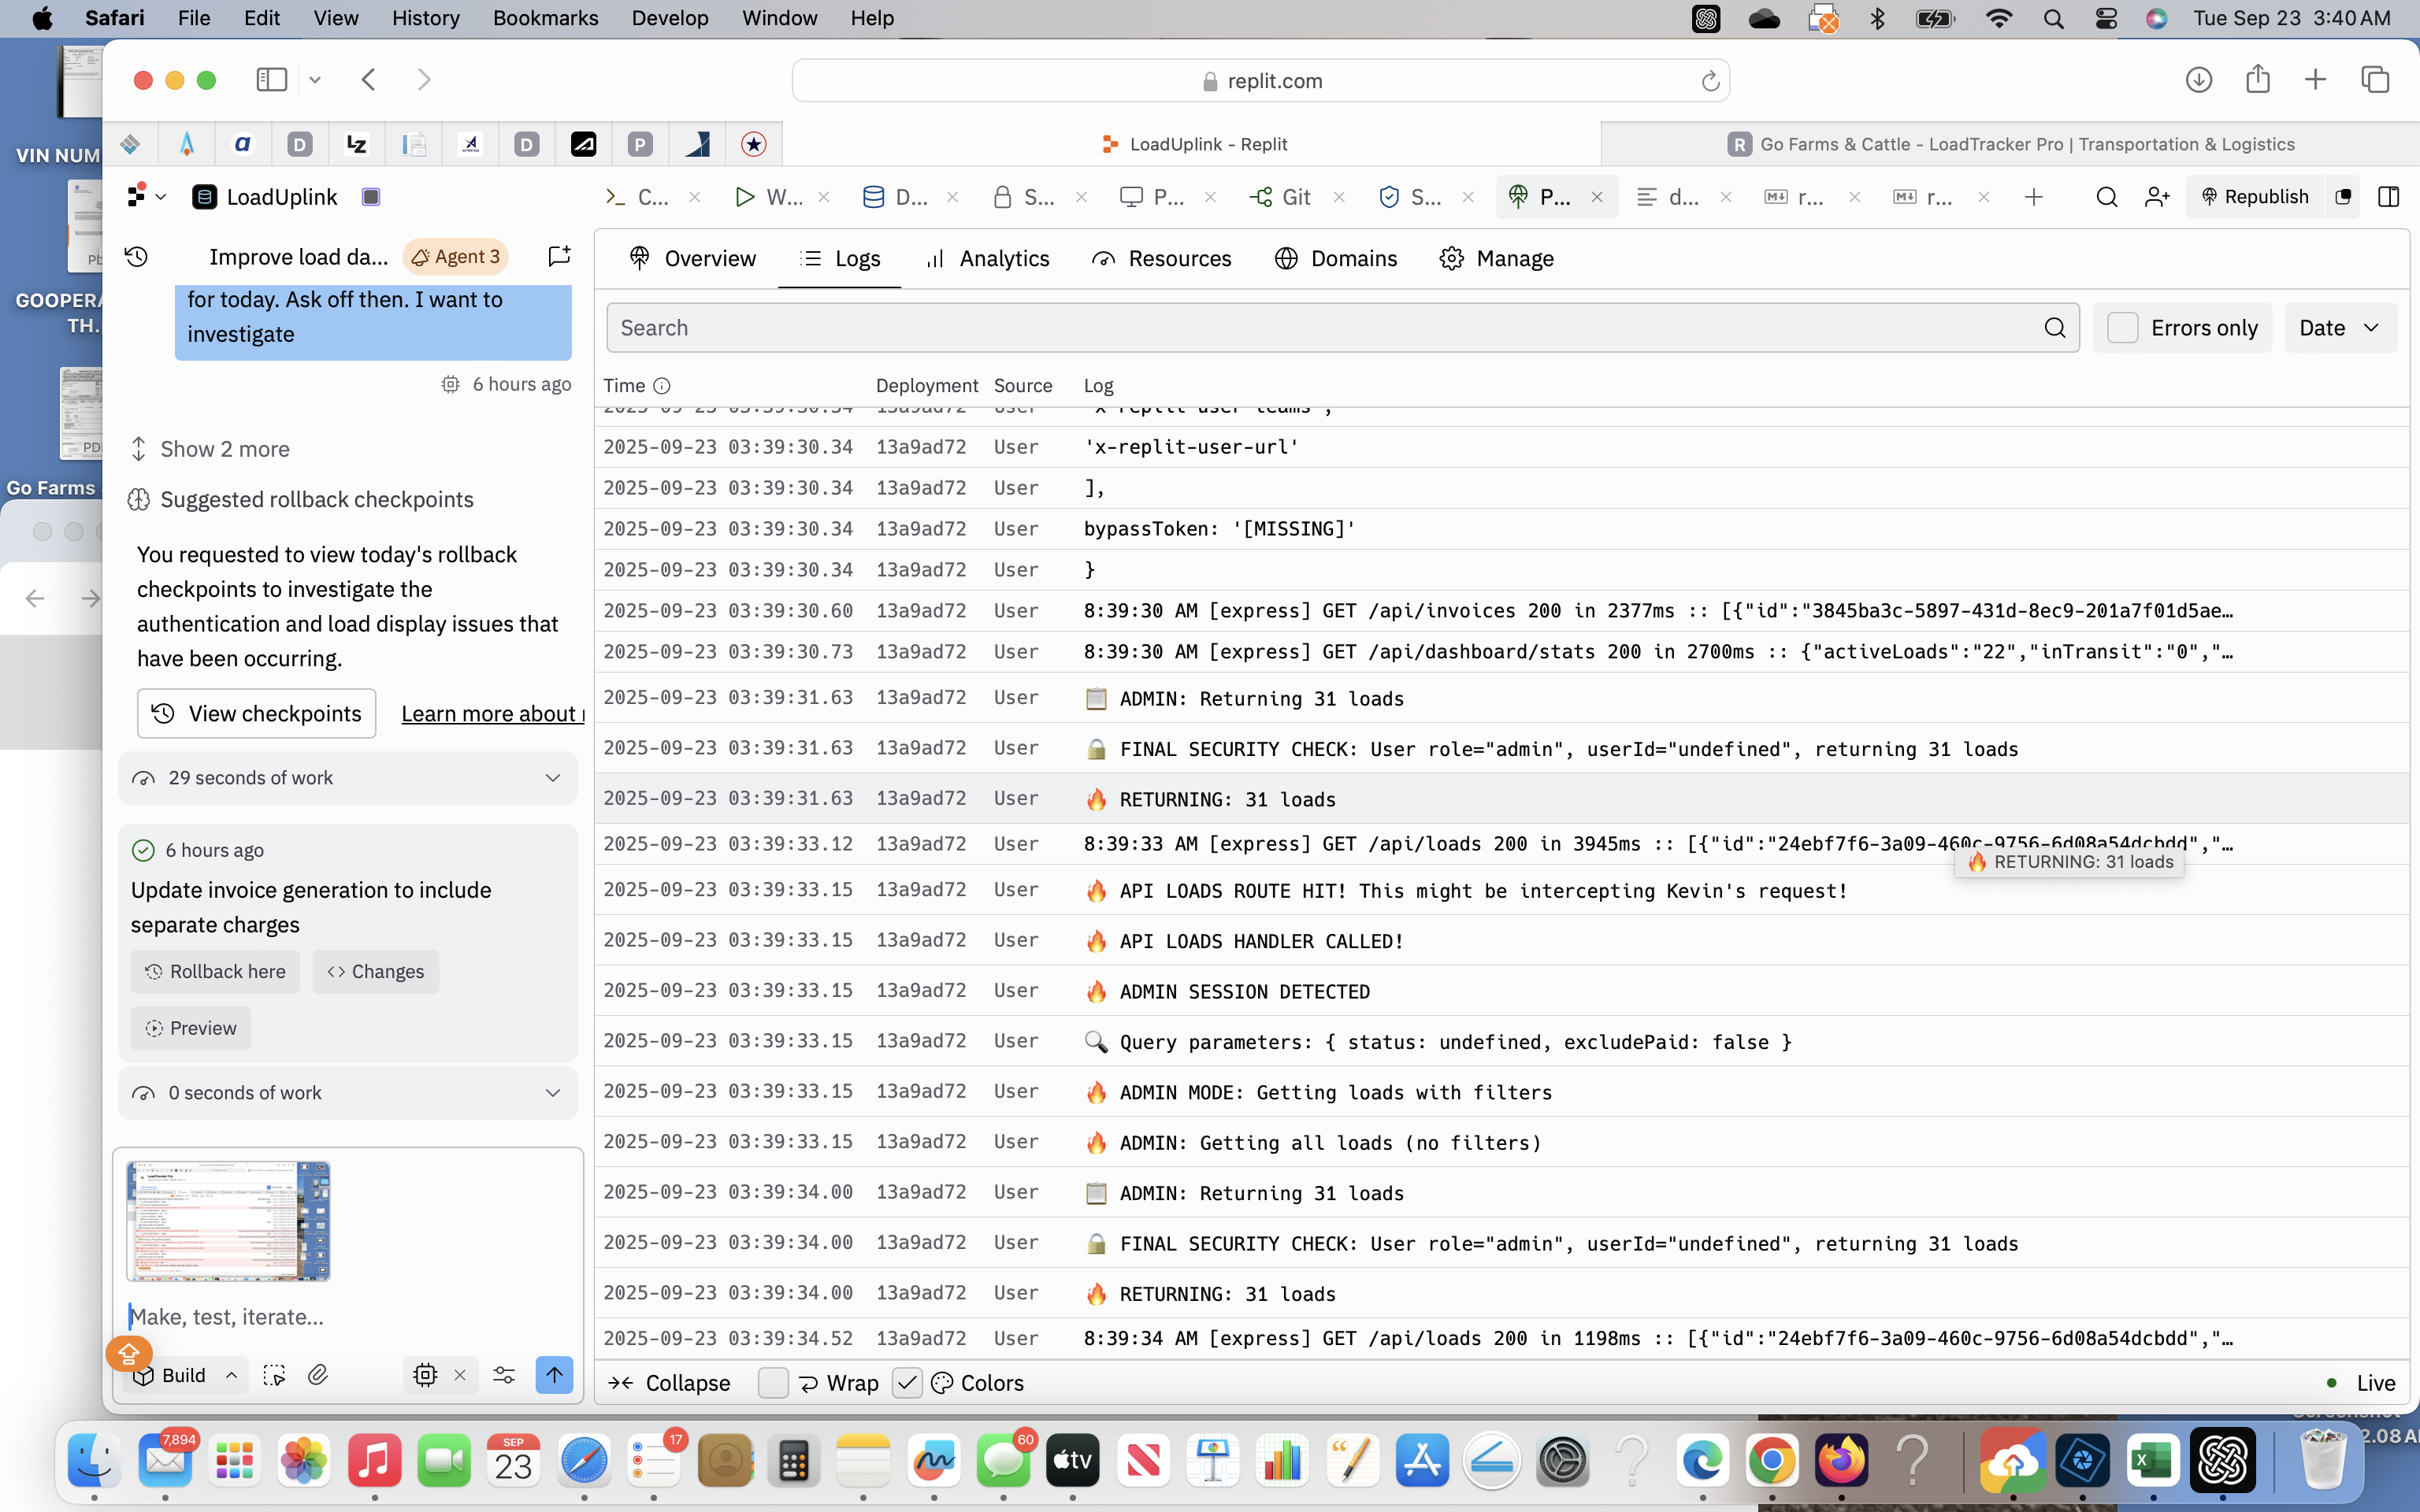 Safari File Edit View History Bookmarks Develop Window Help
Tue Sep 23 3:40 AM
replit.com
LoadUplink - Replit
Go Farms & Cattle - LoadTracker Pro | Transportation & Logistics
VIN NUM
GOOPERA
TH...
PDF
Go Farms
LoadUplink
C... W... D... S... P... Git S... P... d... r... r...
Republish
Improve load da... Agent 3
for today. Ask off then. I want to
investigate
6 hours ago
Show 2 more
Suggested rollback checkpoints
You requested to view today's rollback
checkpoints to investigate the
authentication and load display issues that
have been occurring.
View checkpoints Learn more about r
29 seconds of work
6 hours ago
Update invoice generation to include
separate charges
Rollback here Changes
Preview
0 seconds of work
Make, test, iterate...
Build
Overview Logs Analytics Resources Domains Manage
Search
Errors only
Date
Time Deployment Source Log
2025-09-23 03:39:30.34 13a9ad72 User 'x-replit-user-teams',
2025-09-23 03:39:30.34 13a9ad72 User 'x-replit-user-url'
2025-09-23 03:39:30.34 13a9ad72 User ],
2025-09-23 03:39:30.34 13a9ad72 User bypassToken: '[MISSING]'
2025-09-23 03:39:30.34 13a9ad72 User }
2025-09-23 03:39:30.60 13a9ad72 User 8:39:30 AM [express] GET /api/invoices 200 in 2377ms :: [{"id":"3845ba3c-5897-431d-8ec9-201a7f01d5ae…
2025-09-23 03:39:30.73 13a9ad72 User 8:39:30 AM [express] GET /api/dashboard/stats 200 in 2700ms :: {"activeLoads":"22","inTransit":"0","…
2025-09-23 03:39:31.63 13a9ad72 User 📋 ADMIN: Returning 31 loads
2025-09-23 03:39:31.63 13a9ad72 User 🔒 FINAL SECURITY CHECK: User role="admin", userId="undefined", returning 31 loads
2025-09-23 03:39:31.63 13a9ad72 User 🔥 RETURNING: 31 loads
2025-09-23 03:39:33.12 13a9ad72 User 8:39:33 AM [express] GET /api/loads 200 in 3945ms :: [{"id":"24ebf7f6-3a09-460c-9756-6d08a54dcbdd","…
🔥 RETURNING: 31 loads
2025-09-23 03:39:33.15 13a9ad72 User 🔥 API LOADS ROUTE HIT! This might be intercepting Kevin's request!
2025-09-23 03:39:33.15 13a9ad72 User 🔥 API LOADS HANDLER CALLED!
2025-09-23 03:39:33.15 13a9ad72 User 🔥 ADMIN SESSION DETECTED
2025-09-23 03:39:33.15 13a9ad72 User 🔍 Query parameters: { status: undefined, excludePaid: false }
2025-09-23 03:39:33.15 13a9ad72 User 🔥 ADMIN MODE: Getting loads with filters
2025-09-23 03:39:33.15 13a9ad72 User 🔥 ADMIN: Getting all loads (no filters)
2025-09-23 03:39:34.00 13a9ad72 User 📋 ADMIN: Returning 31 loads
2025-09-23 03:39:34.00 13a9ad72 User 🔒 FINAL SECURITY CHECK: User role="admin", userId="undefined", returning 31 loads
2025-09-23 03:39:34.00 13a9ad72 User 🔥 RETURNING: 31 loads
2025-09-23 03:39:34.52 13a9ad72 User 8:39:34 AM [express] GET /api/loads 200 in 1198ms :: [{"id":"24ebf7f6-3a09-460c-9756-6d08a54dcbdd","…
Collapse Wrap Colors
Live
7,894
SEP
23
17
60
tv
2.08 A